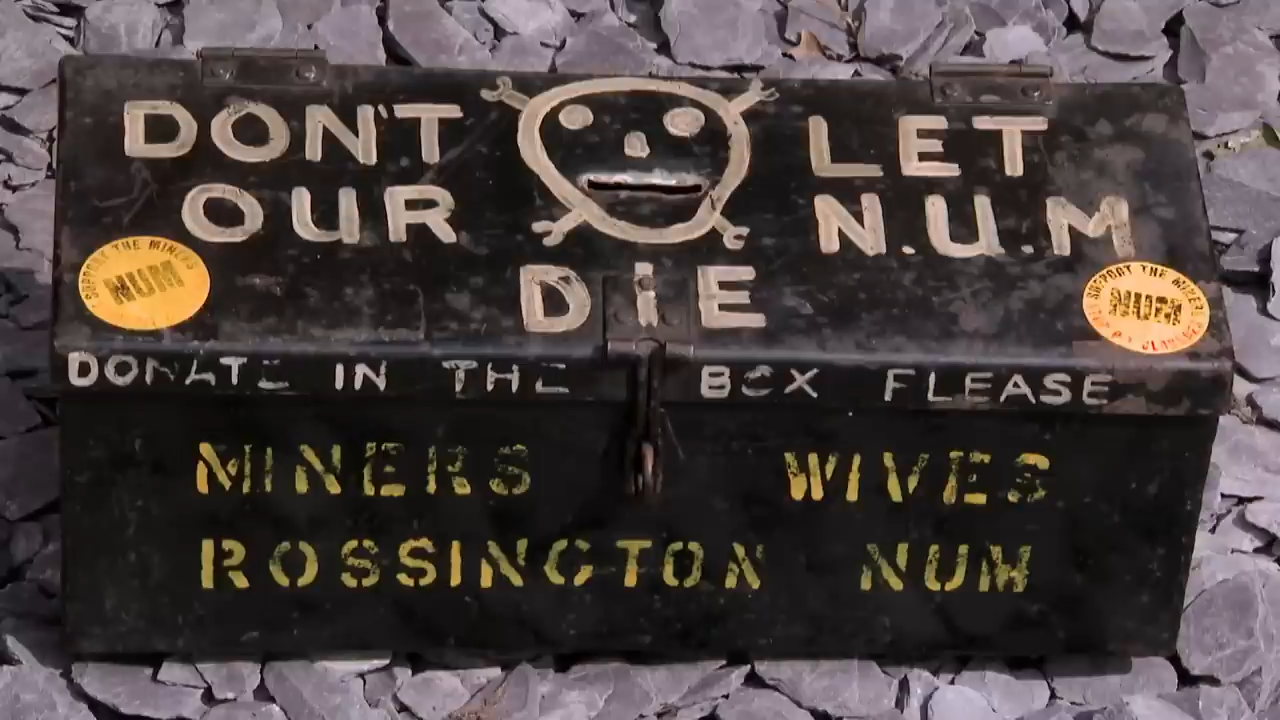 DON'T LET
OUR N.U.M
DIE
SUPPORT THE MINERS
NUM
SUPPORT THE MINERS
NUM
DONATE IN THE BOX PLEASE
MINERS WIVES
ROSSINGTON NUM